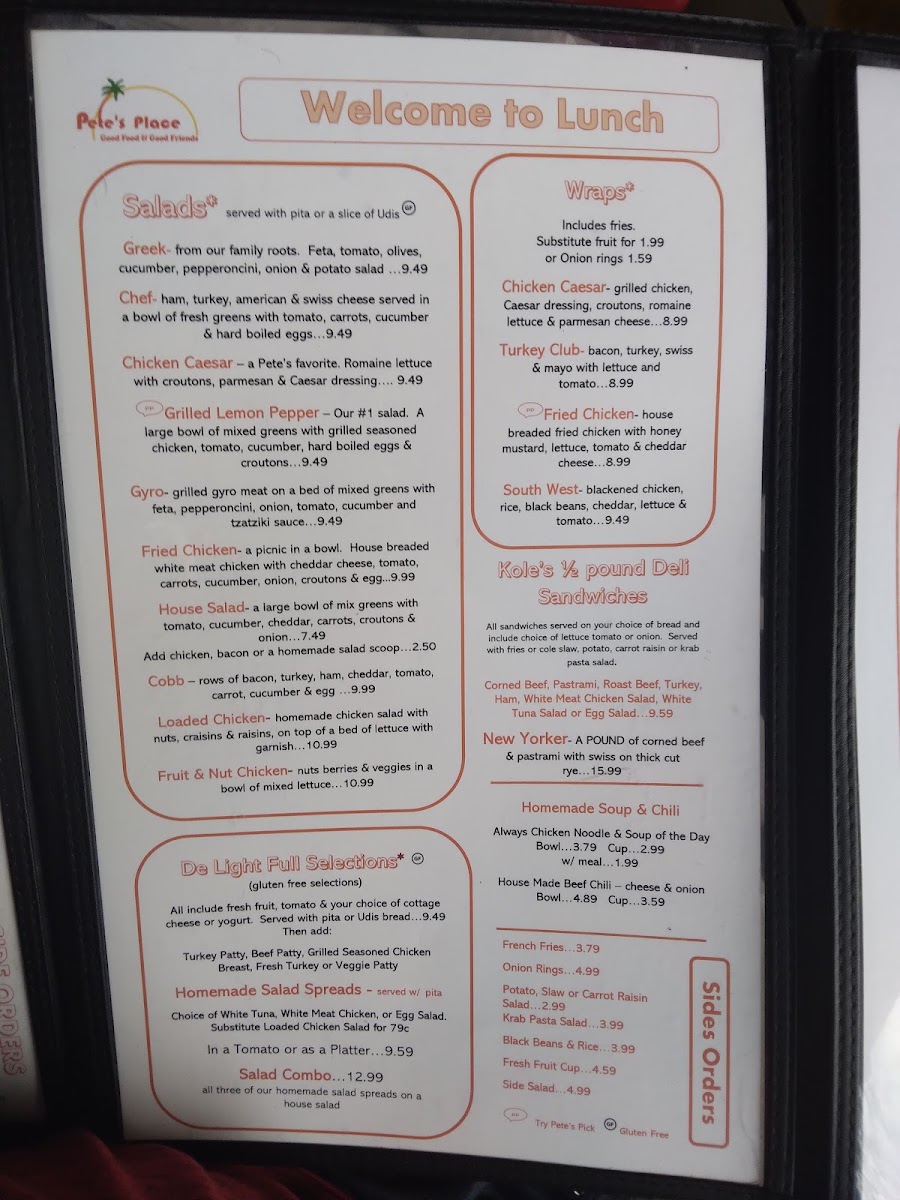 Pete's Place
Good Food & Good Friends
Welcome to Lunch
Salads* served with pita or a slice of Udis GF
Greek- from our family roots. Feta, tomato, olives,
cucumber, pepperoncini, onion & potato salad ...9.49
Chef- ham, turkey, american & swiss cheese served in
a bowl of fresh greens with tomato, carrots, cucumber
& hard boiled eggs...9.49
Chicken Caesar – a Pete's favorite. Romaine lettuce
with croutons, parmesan & Caesar dressing.... 9.49
PP Grilled Lemon Pepper – Our #1 salad. A
large bowl of mixed greens with grilled seasoned
chicken, tomato, cucumber, hard boiled eggs &
croutons...9.49
Gyro- grilled gyro meat on a bed of mixed greens with
feta, pepperoncini, onion, tomato, cucumber and
tzatziki sauce...9.49
Fried Chicken- a picnic in a bowl. House breaded
white meat chicken with cheddar cheese, tomato,
carrots, cucumber, onion, croutons & egg...9.99
House Salad- a large bowl of mix greens with
tomato, cucumber, cheddar, carrots, croutons &
onion...7.49
Add chicken, bacon or a homemade salad scoop...2.50
Cobb – rows of bacon, turkey, ham, cheddar, tomato,
carrot, cucumber & egg ...9.99
Loaded Chicken- homemade chicken salad with
nuts, craisins & raisins, on top of a bed of lettuce with
garnish...10.99
Fruit & Nut Chicken- nuts berries & veggies in a
bowl of mixed lettuce...10.99
De Light Full Selections* GF
(gluten free selections)
All include fresh fruit, tomato & your choice of cottage
cheese or yogurt. Served with pita or Udis bread...9.49
Then add:
Turkey Patty, Beef Patty, Grilled Seasoned Chicken
Breast, Fresh Turkey or Veggie Patty
Homemade Salad Spreads - served w/ pita
Choice of White Tuna, White Meat Chicken, or Egg Salad.
Substitute Loaded Chicken Salad for 79c
In a Tomato or as a Platter...9.59
Salad Combo...12.99
all three of our homemade salad spreads on a
house salad
Wraps*
Includes fries.
Substitute fruit for 1.99
or Onion rings 1.59
Chicken Caesar- grilled chicken,
Caesar dressing, croutons, romaine
lettuce & parmesan cheese...8.99
Turkey Club- bacon, turkey, swiss
& mayo with lettuce and
tomato...8.99
PP Fried Chicken- house
breaded fried chicken with honey
mustard, lettuce, tomato & cheddar
cheese...8.99
South West- blackened chicken,
rice, black beans, cheddar, lettuce &
tomato...9.49
Kole's ½ pound Deli
Sandwiches
All sandwiches served on your choice of bread and
include choice of lettuce tomato or onion. Served
with fries or cole slaw, potato, carrot raisin or krab
pasta salad.
Corned Beef, Pastrami, Roast Beef, Turkey,
Ham, White Meat Chicken Salad, White
Tuna Salad or Egg Salad...9.59
New Yorker- A POUND of corned beef
& pastrami with swiss on thick cut
rye...15.99
Homemade Soup & Chili
Always Chicken Noodle & Soup of the Day
Bowl...3.79 Cup...2.99
w/ meal...1.99
House Made Beef Chili – cheese & onion
Bowl...4.89 Cup...3.59
French Fries...3.79
Onion Rings...4.99
Potato, Slaw or Carrot Raisin
Salad...2.99
Krab Pasta Salad...3.99
Black Beans & Rice...3.99
Fresh Fruit Cup...4.59
Side Salad...4.99
Sides Orders
PP Try Pete's Pick GF Gluten Free
SIDE ORDERS